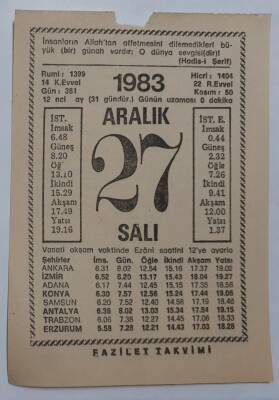 İnsanların Allah'tan affetmesini dilemedikleri bü-
yük (bir) günah vardır: O dünya sevgisi(dir)!
(Hadis-i Şerif)
Rumî : 1399
14 K.Evvel
Gün : 361
1983
Hicrî : 1404
22 R.Evvel
Kasım : 50
12 nci ay (31 gündür.) Günün uzaması 0 dakika
ARALIK
İST.
İmsak
6.48
Güneş
8.20
Öğ
13.10
İkindi
15.29
Akşam
17.49
Yatsı
19.16
27
İST. E.
İmsak
0.44
Güneş
2.32
Öğle
7.26
İkindi
9.41
Akşam
12.00
Yatsı
1.37
SALI
Vasati akşam vaktinde Ezânî saatini 12'ye ayarla
Şehirler İms. Gün. Öğle İkindi Akşam Yatsı
ANKARA 6.31 8.02 12.54 15.16 17.37 19.02
İZMİR 6.52 8.20 13.17 15.43 18.04 19.27
ADANA 6.17 7.44 12.45 15.15 17.35 18.56
KONYA 6.30 7.57 12.56 15.24 17.44 19.06
SAMSUN 6.20 7.52 12.40 14.58 17.19 18.46
ANTALYA 6.36 8.02 13.03 15.34 17.54 19.15
TRABZON 6.06 7.38 12.27 14.45 17.06 18.33
ERZURUM 5.58 7.28 12.21 14.43 17.03 18.28
FAZİLET TAKVİMİ